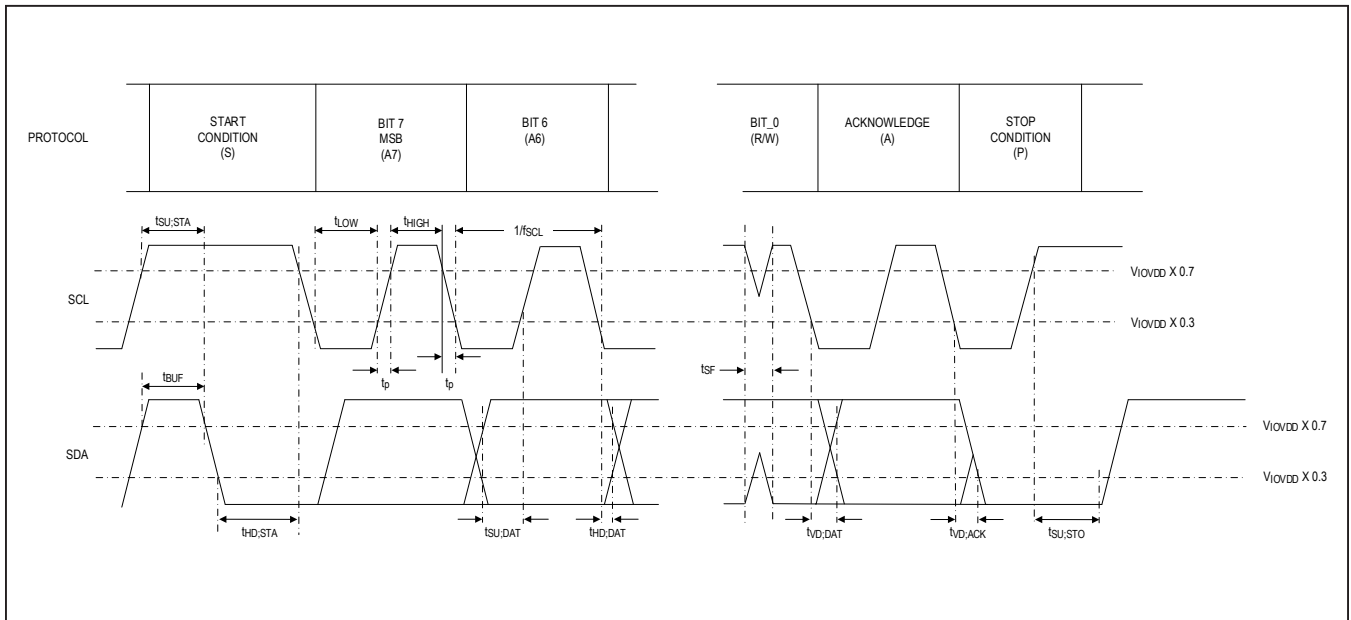 PROTOCOL
START
CONDITION
(S)
BIT 7
MSB
(A7)
BIT 6
(A6)
BIT_0
(R/W)
ACKNOWLEDGE
(A)
STOP
CONDITION
(P)
tSU;STA
tLOW
tHIGH
1/fSCL
SCL
VIOVDD X 0.7
VIOVDD X 0.3
tBUF
tP
tP
tSF
SDA
VIOVDD X 0.7
VIOVDD X 0.3
tHD;STA
tSU;DAT
tHD;DAT
tVD;DAT
tVD;ACK
tSU;STO